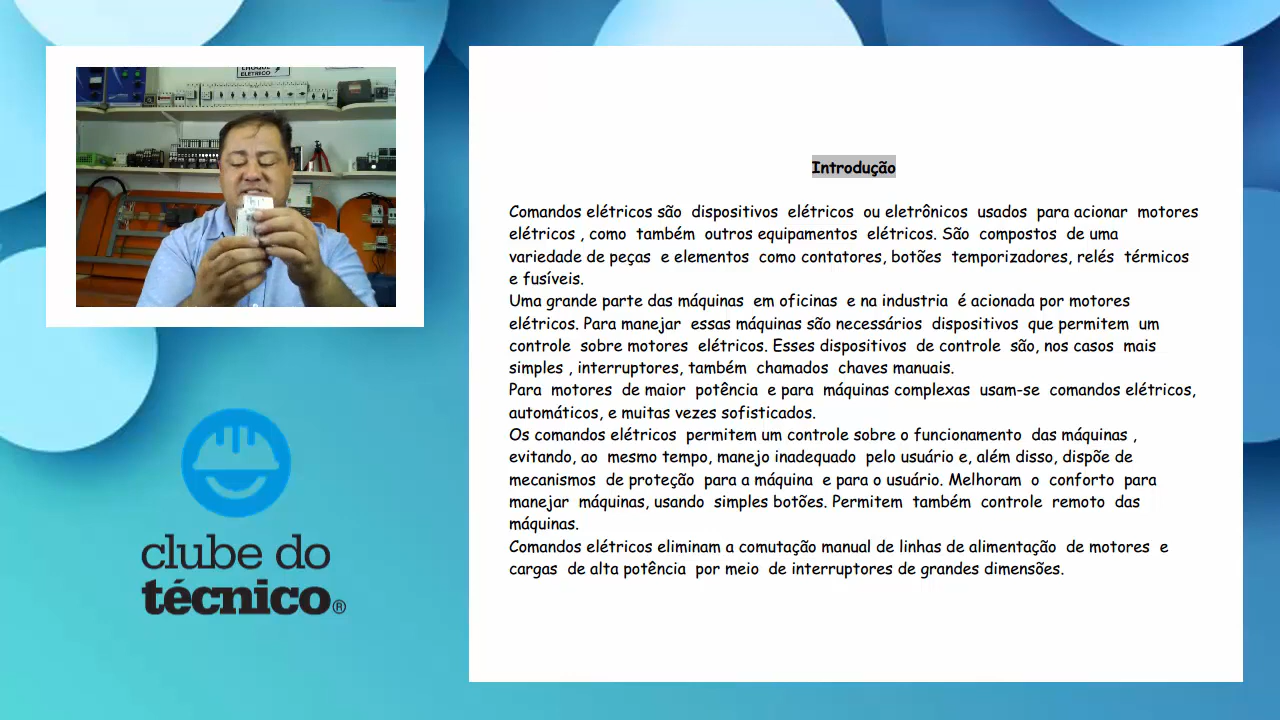 CHOQUE
ELÉTRICO
Introdução
Comandos elétricos são dispositivos elétricos ou eletrônicos usados para acionar motores
elétricos , como também outros equipamentos elétricos. São compostos de uma
variedade de peças e elementos como contatores, botões temporizadores, relés térmicos
e fusíveis.
Uma grande parte das máquinas em oficinas e na industria é acionada por motores
elétricos. Para manejar essas máquinas são necessários dispositivos que permitem um
controle sobre motores elétricos. Esses dispositivos de controle são, nos casos mais
simples , interruptores, também chamados chaves manuais.
Para motores de maior potência e para máquinas complexas usam-se comandos elétricos,
automáticos, e muitas vezes sofisticados.
Os comandos elétricos permitem um controle sobre o funcionamento das máquinas ,
evitando, ao mesmo tempo, manejo inadequado pelo usuário e, além disso, dispõe de
mecanismos de proteção para a máquina e para o usuário. Melhoram o conforto para
manejar máquinas, usando simples botões. Permitem também controle remoto das
máquinas.
Comandos elétricos eliminam a comutação manual de linhas de alimentação de motores e
cargas de alta potência por meio de interruptores de grandes dimensões.
clube do
técnico®